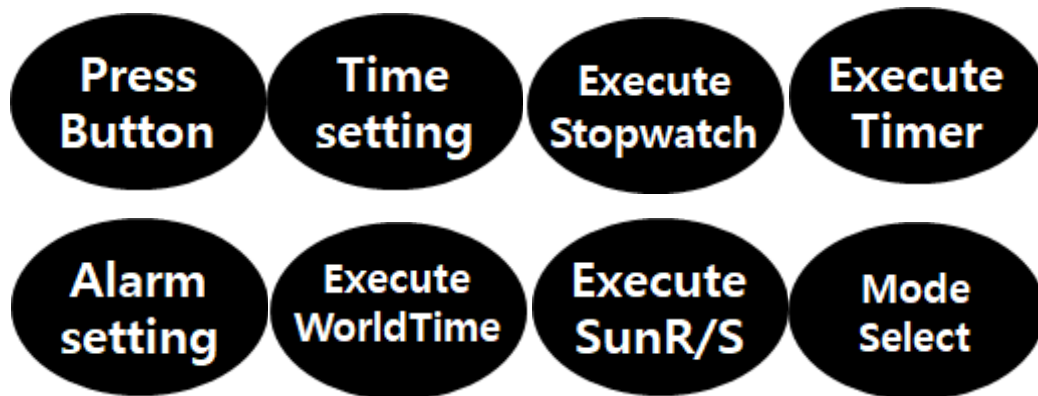 Press
Button
Time
setting
Execute
Stopwatch
Execute
Timer
Alarm
setting
Execute
WorldTime
Execute
SunR/S
Mode
Select